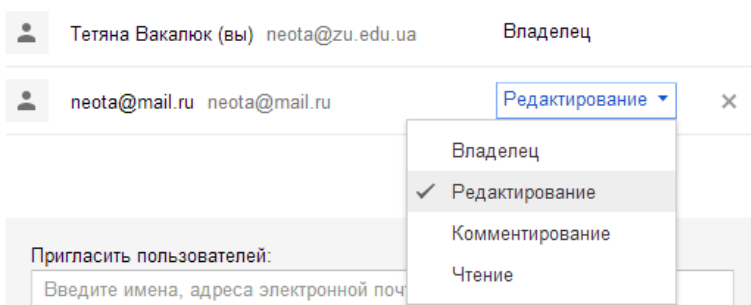 Тетяна Вакалюк (вы) neota@zu.edu.ua Владелец
neota@mail.ru neota@mail.ru Редактирование
Владелец
Редактирование
Комментирование
Чтение
Пригласить пользователей:
Введите имена, адреса электронной поч